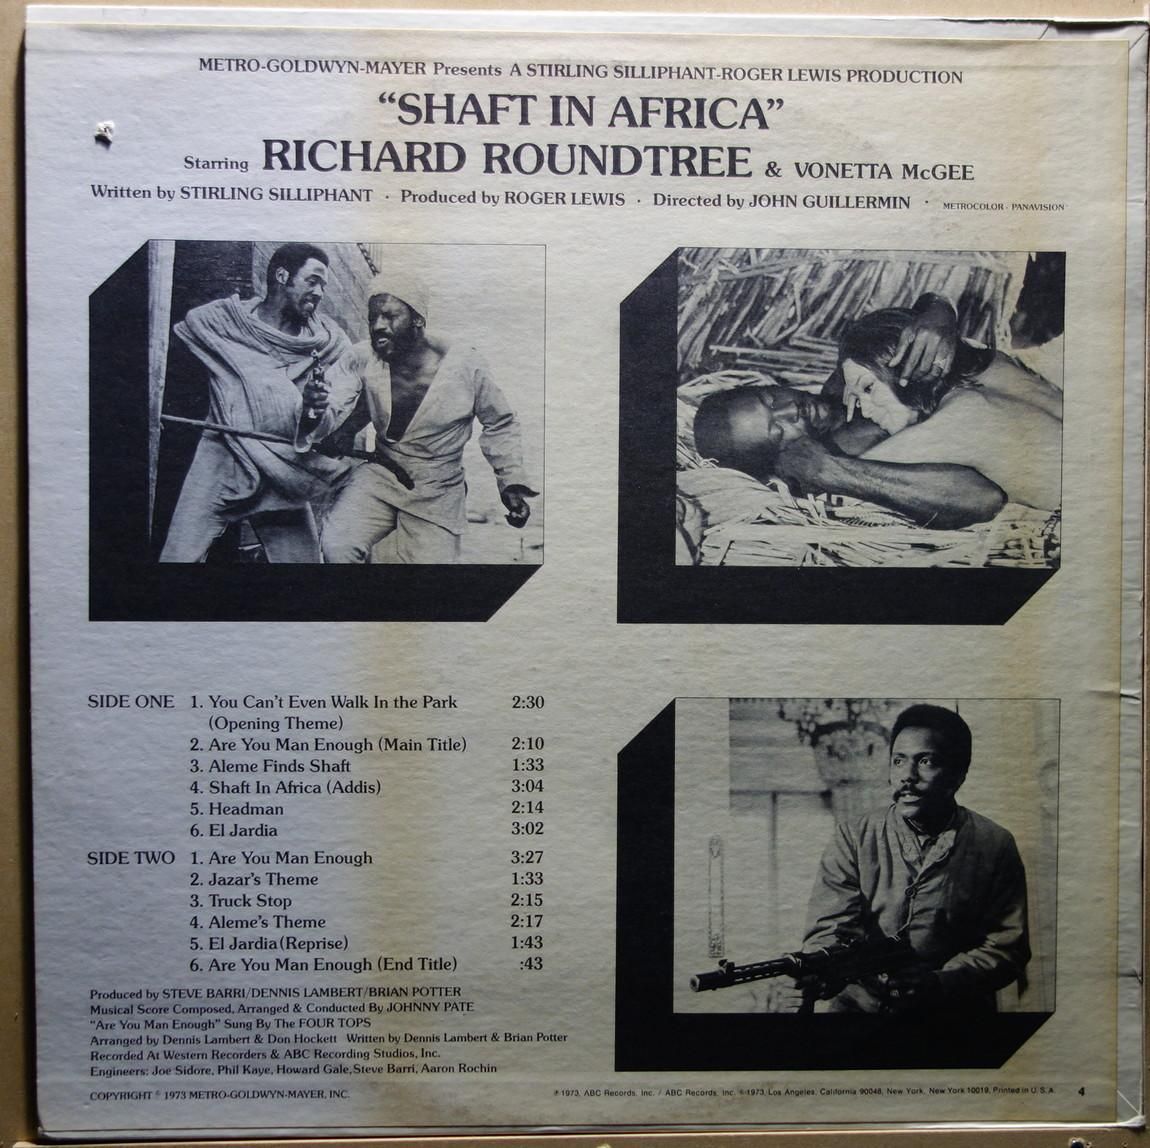 METRO-GOLDWYN-MAYER Presents A STIRLING SILLIPHANT-ROGER LEWIS PRODUCTION
“SHAFT IN AFRICA”
Starring RICHARD ROUNDTREE & VONETTA McGEE
Written by STIRLING SILLIPHANT · Produced by ROGER LEWIS · Directed by JOHN GUILLERMIN · METROCOLOR · PANAVISION
SIDE ONE 1. You Can’t Even Walk In the Park 2:30
(Opening Theme)
2. Are You Man Enough (Main Title) 2:10
3. Aleme Finds Shaft 1:33
4. Shaft In Africa (Addis) 3:04
5. Headman 2:14
6. El Jardia 3:02
SIDE TWO 1. Are You Man Enough 3:27
2. Jazar’s Theme 1:33
3. Truck Stop 2:15
4. Aleme’s Theme 2:17
5. El Jardia (Reprise) 1:43
6. Are You Man Enough (End Title) :43
Produced by STEVE BARRI/DENNIS LAMBERT/BRIAN POTTER
Musical Score Composed, Arranged & Conducted By JOHNNY PATE
“Are You Man Enough” Sung By The FOUR TOPS
Arranged by Dennis Lambert & Don Hockett Written by Dennis Lambert & Brian Potter
Recorded At Western Recorders & ABC Recording Studios, Inc.
Engineers: Joe Sidore, Phil Kaye, Howard Gale, Steve Barri, Aaron Rochin
COPYRIGHT © 1973 METRO-GOLDWYN-MAYER, INC.
℗ 1973, ABC Records, Inc. / ABC Records, Inc. © 1973, Los Angeles, California 90048, New York, New York 10019, Printed in U.S.A. 4